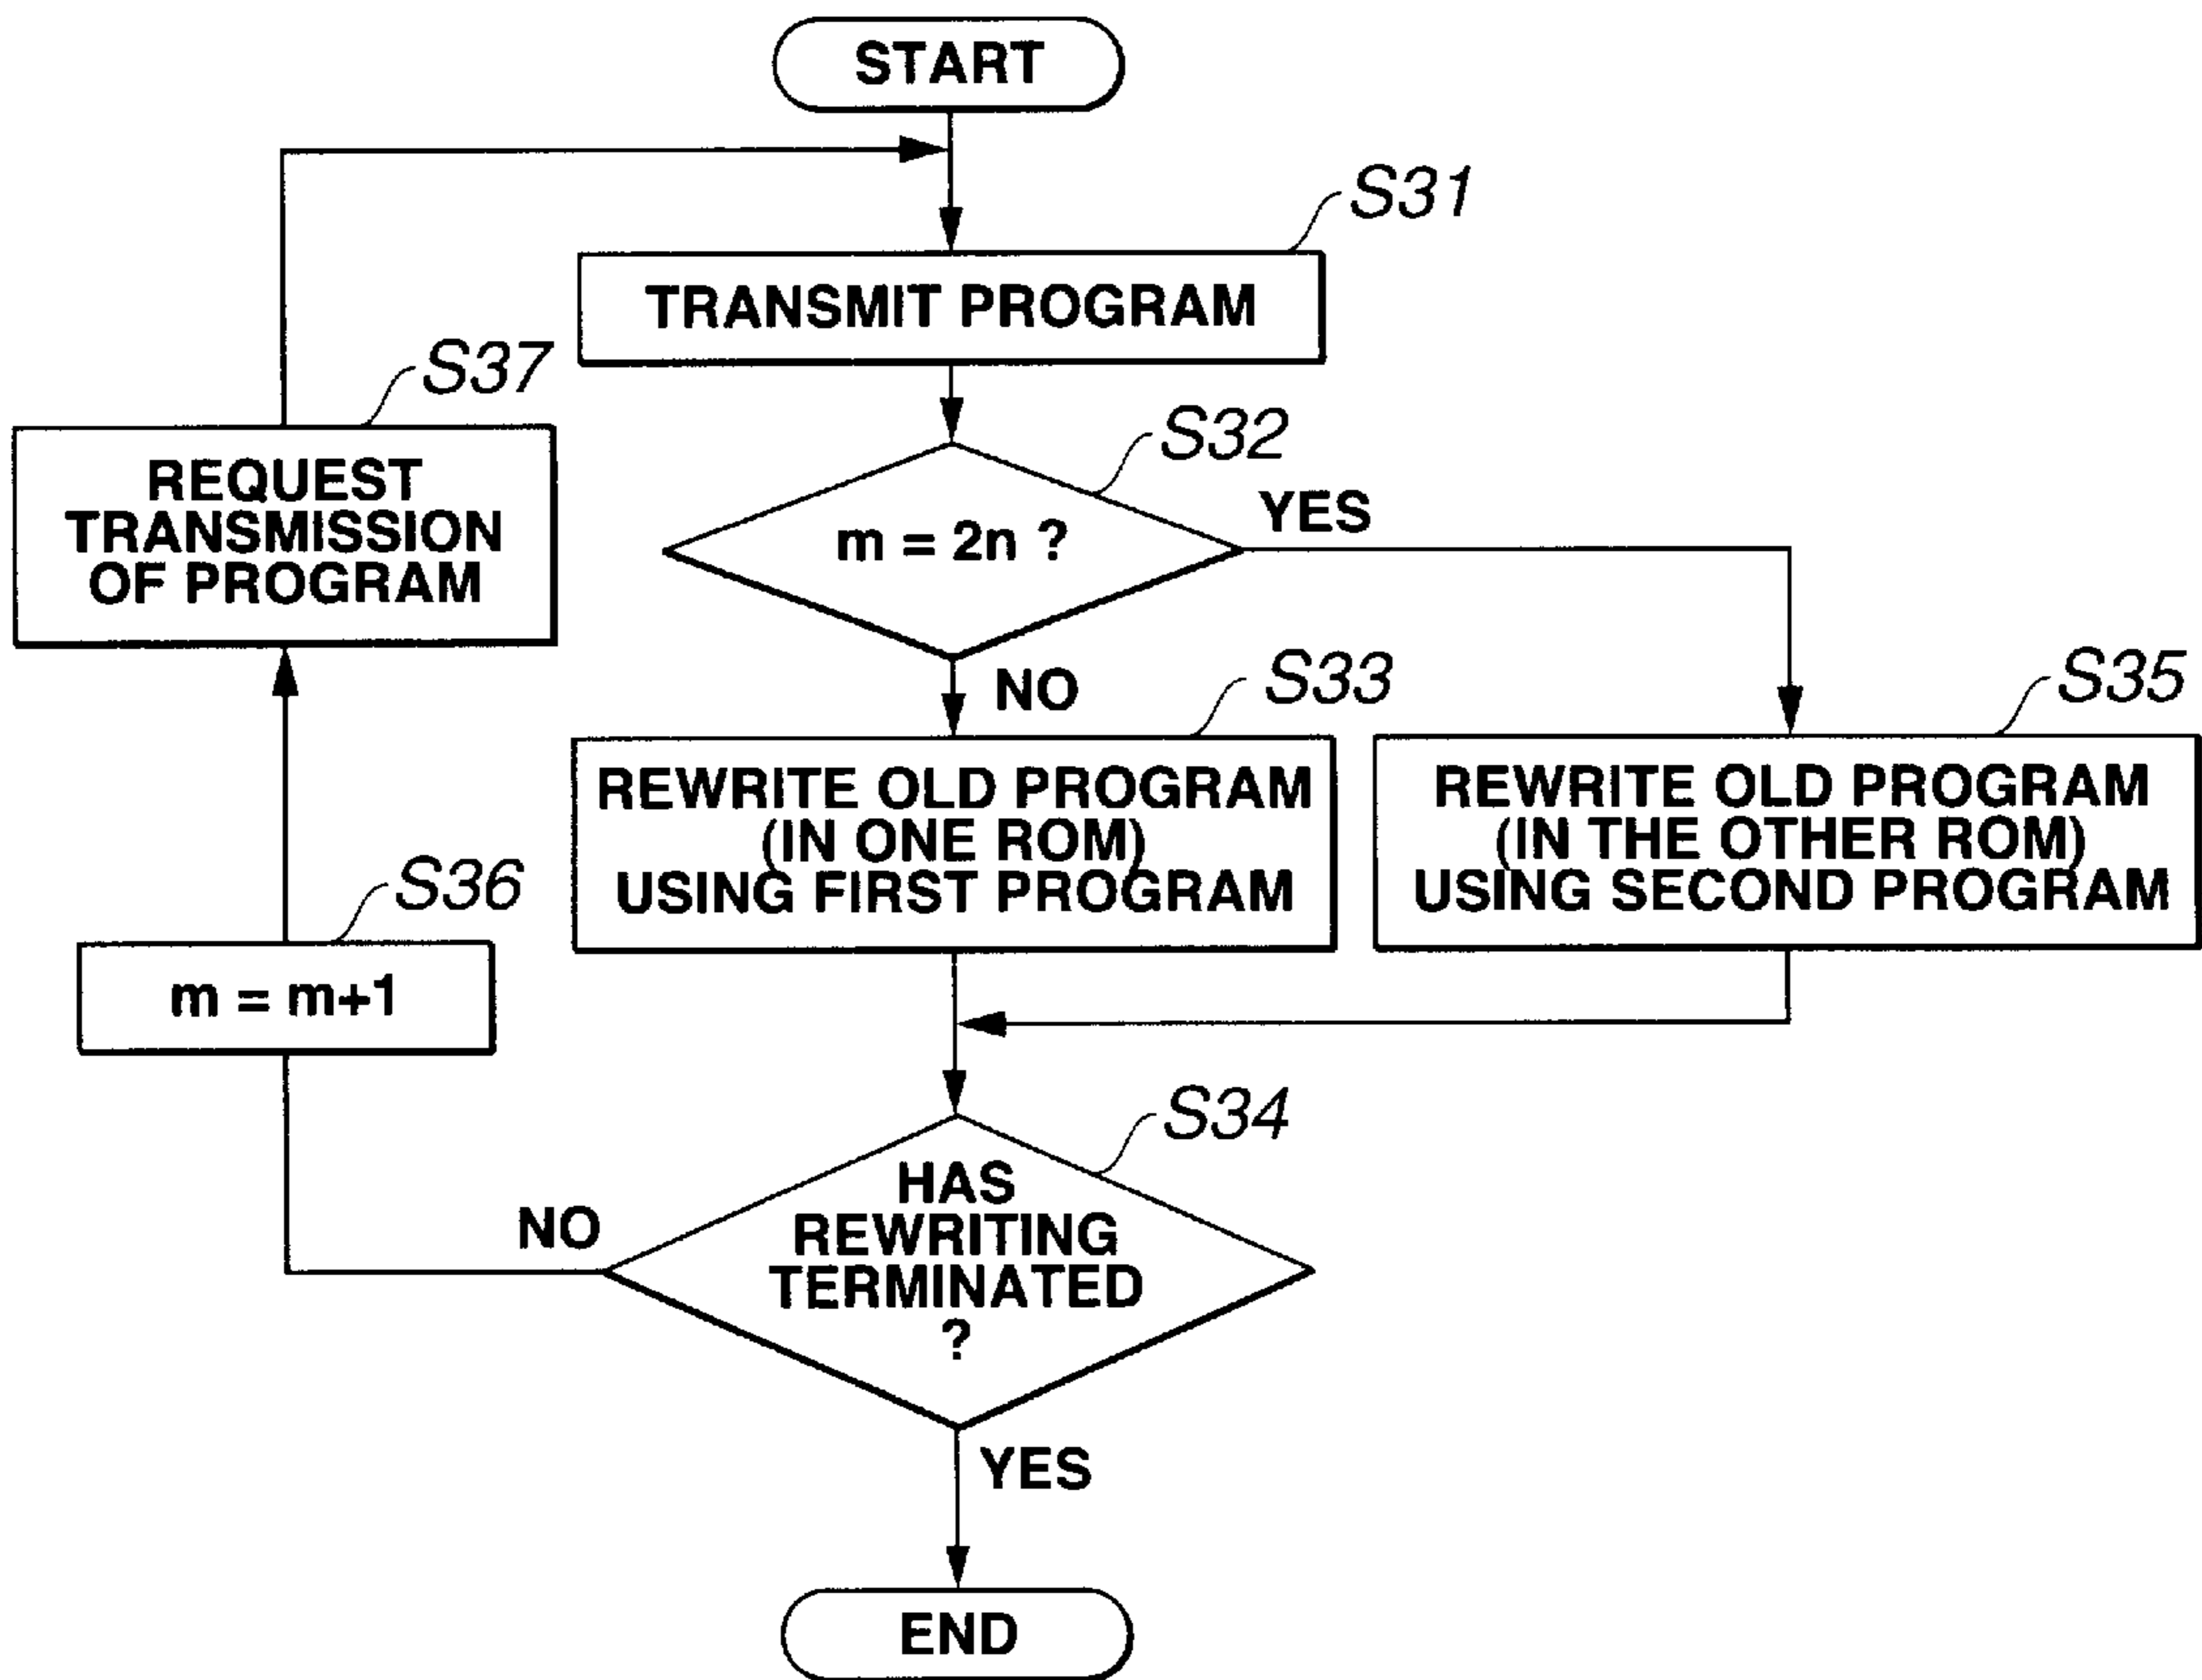 START
S31
TRANSMIT PROGRAM
S37
REQUEST
TRANSMISSION
OF PROGRAM
S32
m = 2n ?
YES
NO
S33
REWRITE OLD PROGRAM
(IN ONE ROM)
USING FIRST PROGRAM
S35
REWRITE OLD PROGRAM
(IN THE OTHER ROM)
USING SECOND PROGRAM
S36
m = m+1
S34
HAS
REWRITING
TERMINATED
?
NO
YES
END